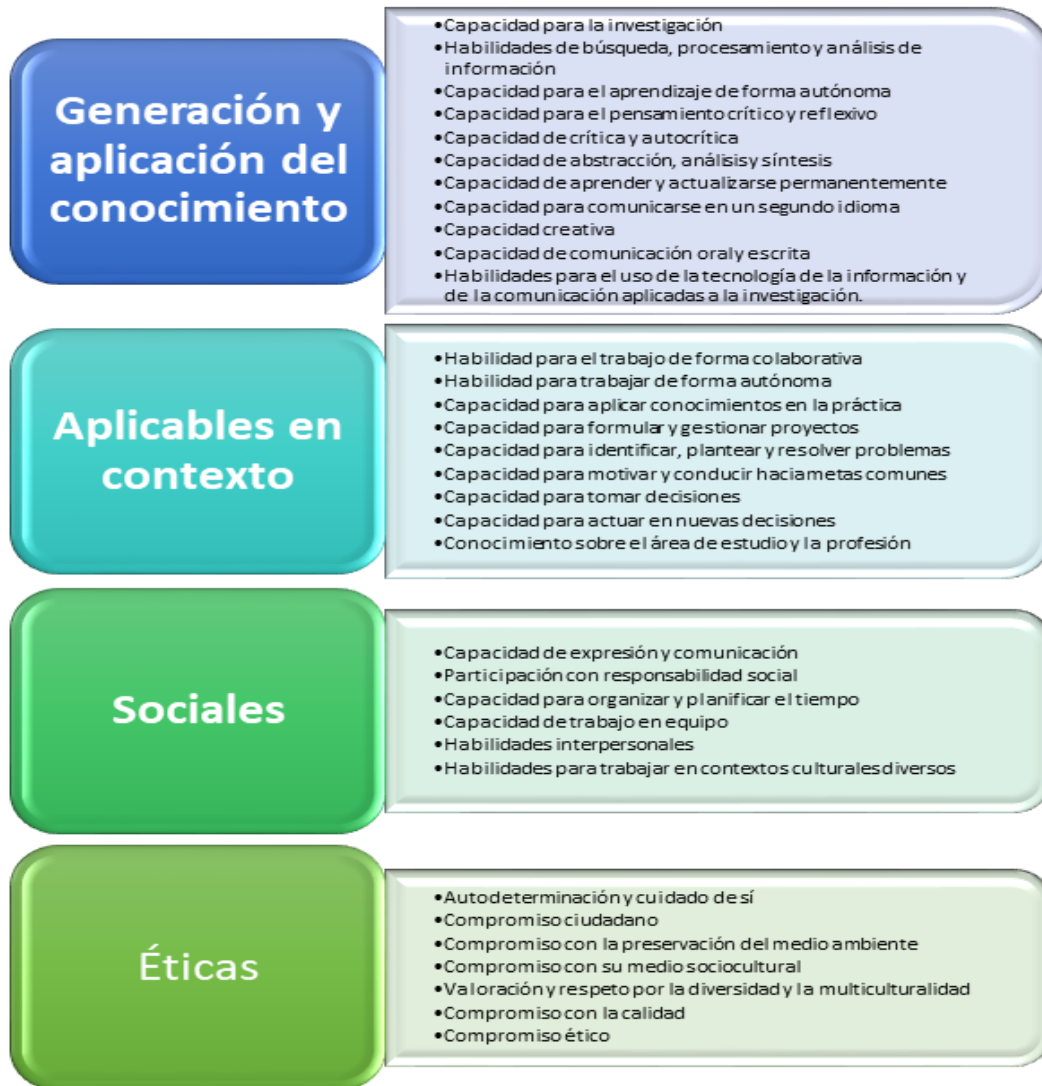 Generación y
aplicación del
conocimiento
•Capacidad para la investigación
•Habilidades de búsqueda, procesamiento y análisis de
información
•Capacidad para el aprendizaje de forma autónoma
•Capacidad para el pensamiento crítico y reflexivo
•Capacidad de crítica y autocrítica
•Capacidad de abstracción, análisis y síntesis
•Capacidad de aprender y actualizarse permanentemente
•Capacidad para comunicarse en un segundo idioma
•Capacidad creativa
•Capacidad de comunicación oral y escrita
•Habilidades para el uso de la tecnología de la información y
de la comunicación aplicadas a la investigación.
Aplicables en
contexto
•Habilidad para el trabajo de forma colaborativa
•Habilidad para trabajar de forma autónoma
•Capacidad para aplicar conocimientos en la práctica
•Capacidad para formular y gestionar proyectos
•Capacidad para identificar, plantear y resolver problemas
•Capacidad para motivar y conducir hacia metas comunes
•Capacidad para tomar decisiones
•Capacidad para actuar en nuevas decisiones
•Conocimiento sobre el área de estudio y la profesión
Sociales
•Capacidad de expresión y comunicación
•Participación con responsabilidad social
•Capacidad para organizar y planificar el tiempo
•Capacidad de trabajo en equipo
•Habilidades interpersonales
•Habilidades para trabajar en contextos culturales diversos
Éticas
•Autodeterminación y cuidado de sí
•Compromiso ciudadano
•Compromiso con la preservación del medio ambiente
•Compromiso con su medio sociocultural
•Valoración y respeto por la diversidad y la multiculturalidad
•Compromiso con la calidad
•Compromiso ético